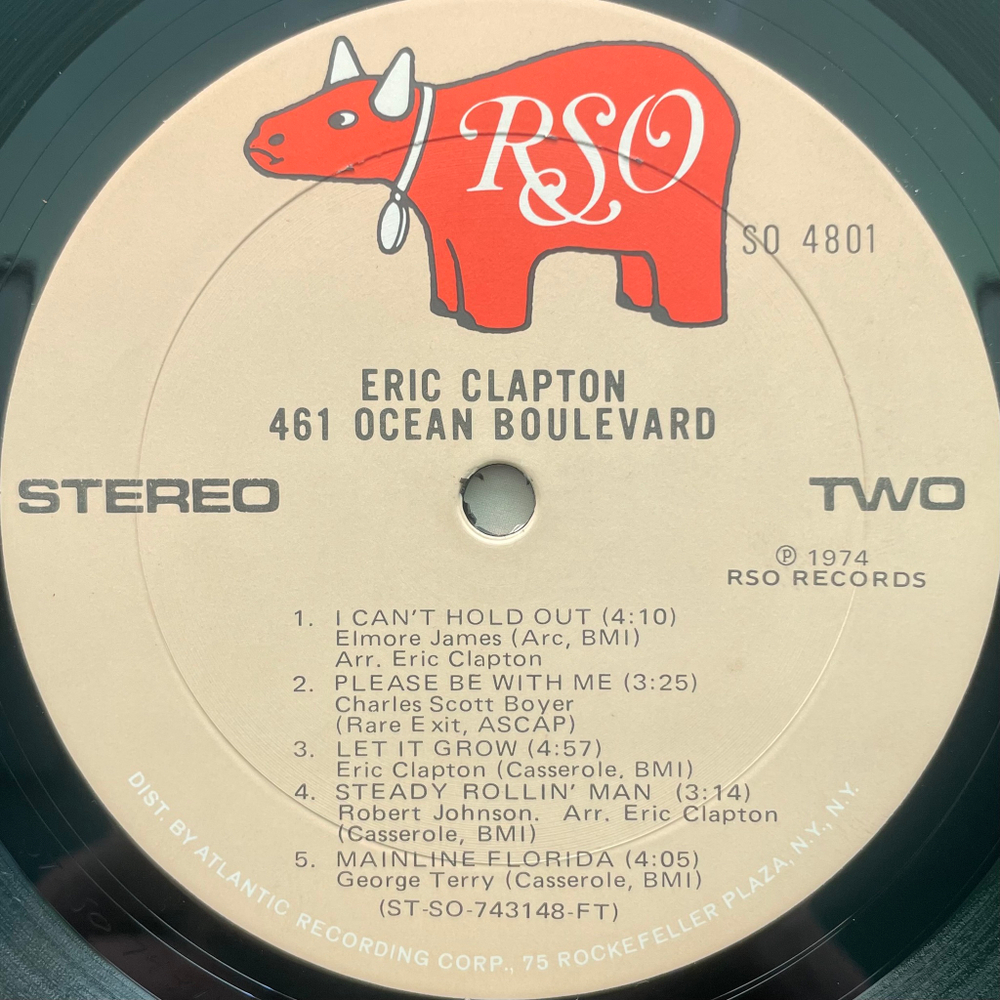 RSO
SO 4801
ERIC CLAPTON
461 OCEAN BOULEVARD
STEREO
TWO
℗ 1974
RSO RECORDS
1. I CAN'T HOLD OUT (4:10)
Elmore James (Arc, BMI)
Arr. Eric Clapton
2. PLEASE BE WITH ME (3:25)
Charles Scott Boyer
(Rare Exit, ASCAP)
3. LET IT GROW (4:57)
Eric Clapton (Casserole, BMI)
4. STEADY ROLLIN' MAN (3:14)
Robert Johnson. Arr. Eric Clapton
(Casserole, BMI)
5. MAINLINE FLORIDA (4:05)
George Terry (Casserole, BMI)
(ST-SO-743148-FT)
DIST. BY ATLANTIC RECORDING CORP., 75 ROCKEFELLER PLAZA, N.Y., N.Y.